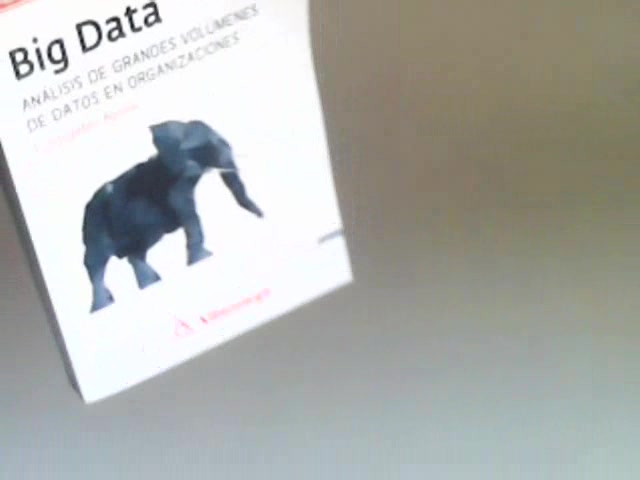 Big Data
ANÁLISIS DE GRANDES VOLÚMENES
DE DATOS EN ORGANIZACIONES